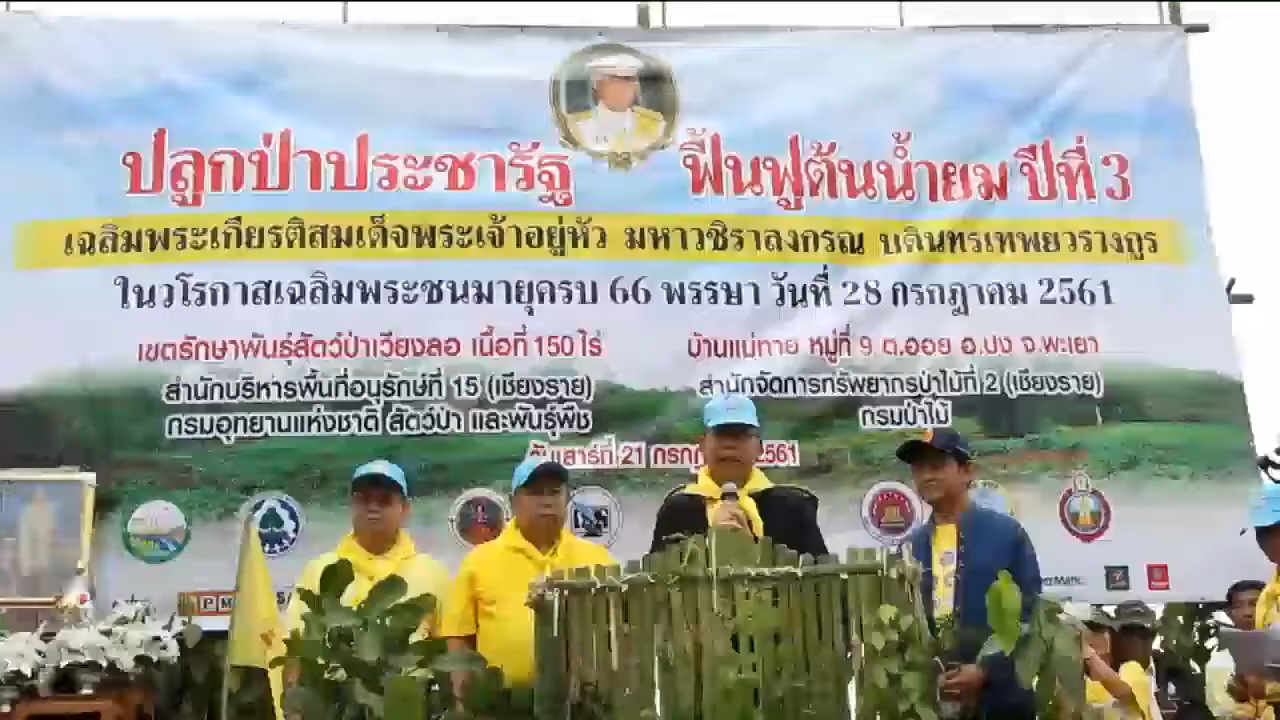 ปลูกป่าประชารัฐ ฟื้นฟูต้นน้ำยม ปีที่ 3
เฉลิมพระเกียรติสมเด็จพระเจ้าอยู่หัว มหาวชิราลงกรณ บดินทรเทพยวรางกูร
ในวโรกาสเฉลิมพระชนมายุครบ 66 พรรษา วันที่ 28 กรกฎาคม 2561
เขตรักษาพันธุ์สัตว์ป่าเวียงลอ เนื้อที่ 150 ไร่
สำนักบริหารพื้นที่อนุรักษ์ที่ 15 (เชียงราย)
กรมอุทยานแห่งชาติ สัตว์ป่า และพันธุ์พืช
บ้านแม่ทาย หมู่ที่ 9 ต.ออย อ.ปง จ.พะเยา
สำนักจัดการทรัพยากรป่าไม้ที่ 2 (เชียงราย)
กรมป่าไม้
วันเสาร์ที่ 21 2561